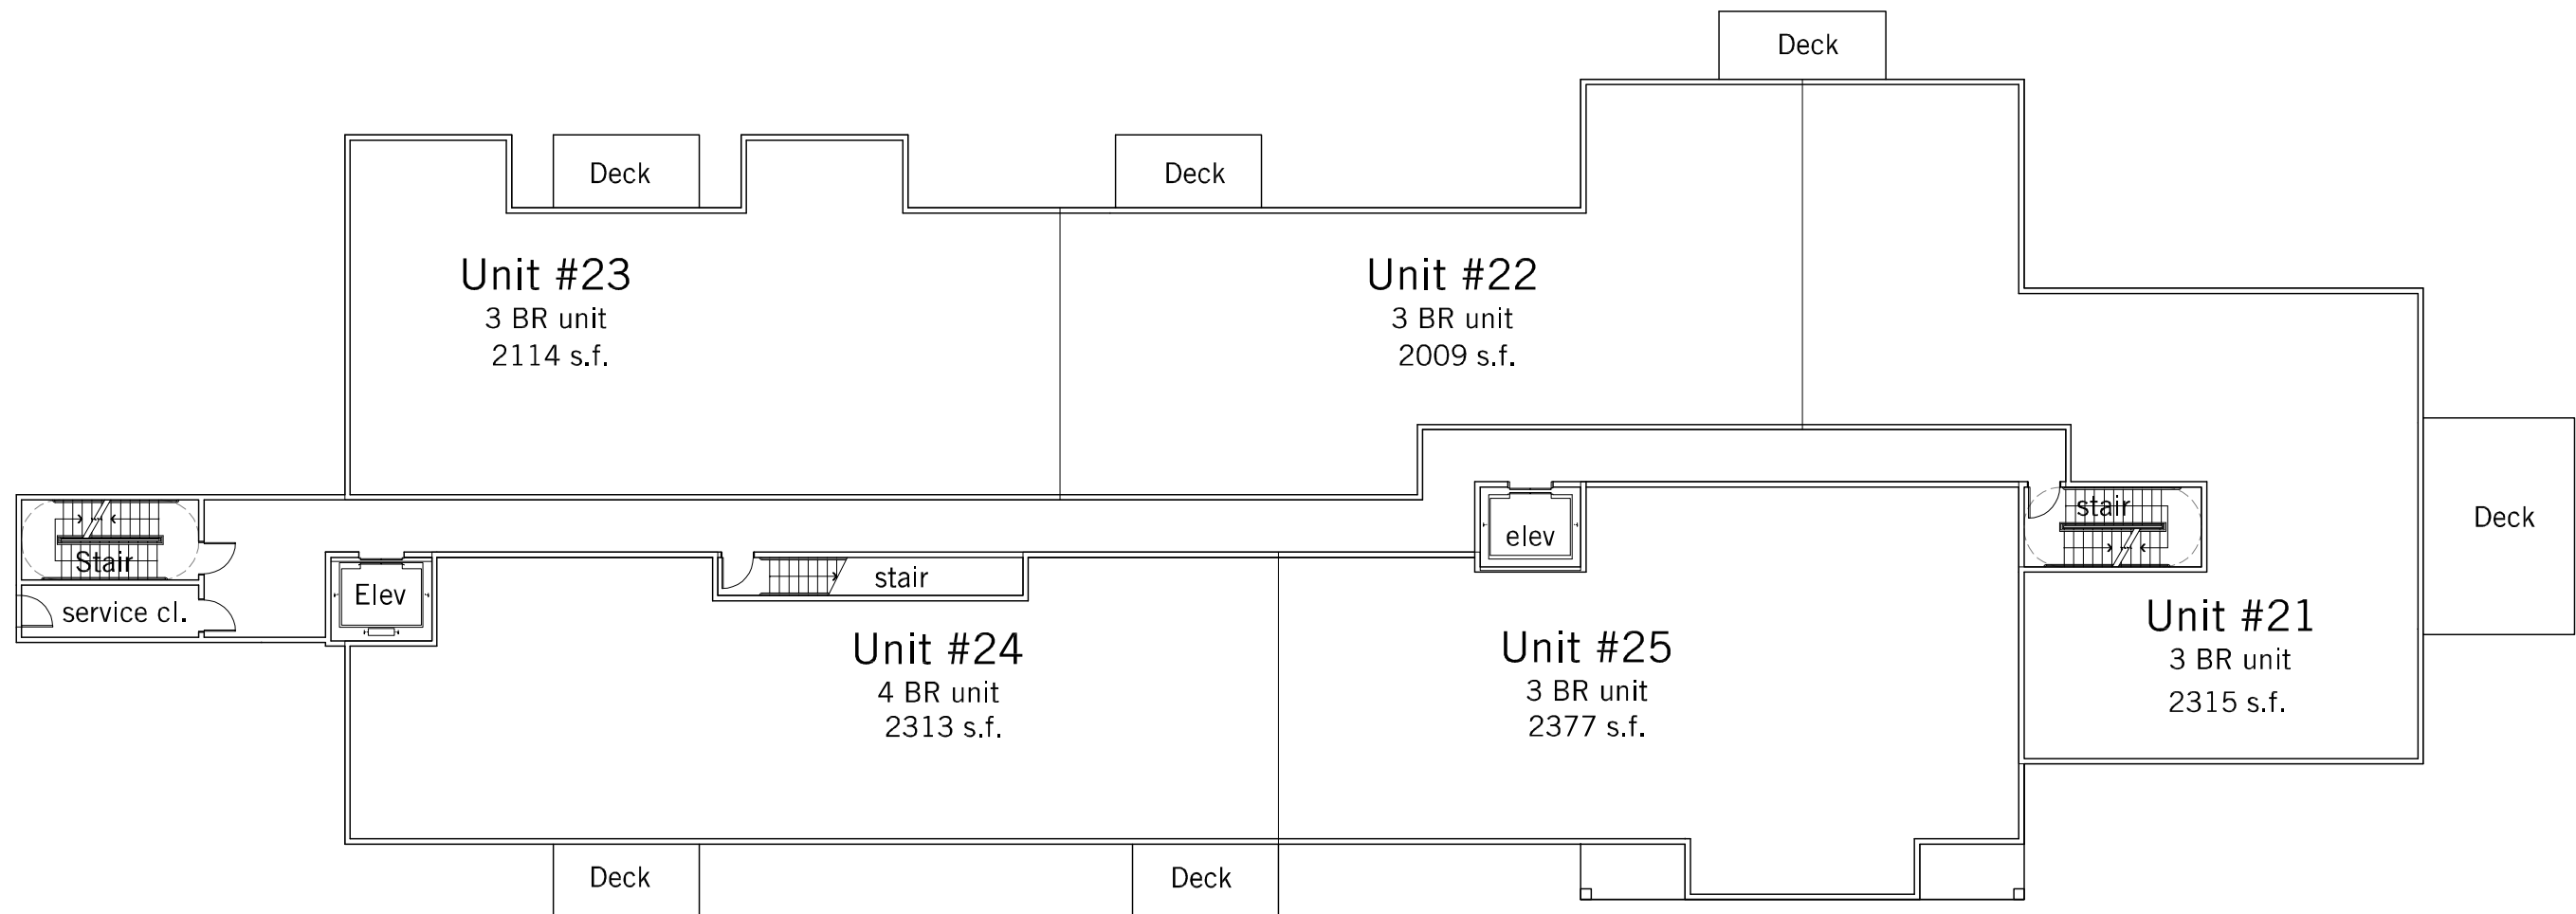 Deck
Deck
Deck
Unit #23
3 BR unit
2114 s.f.
Unit #22
3 BR unit
2009 s.f.
Stair
service cl.
Elev
stair
elev
stair
Deck
Unit #24
4 BR unit
2313 s.f.
Unit #25
3 BR unit
2377 s.f.
Unit #21
3 BR unit
2315 s.f.
Deck
Deck